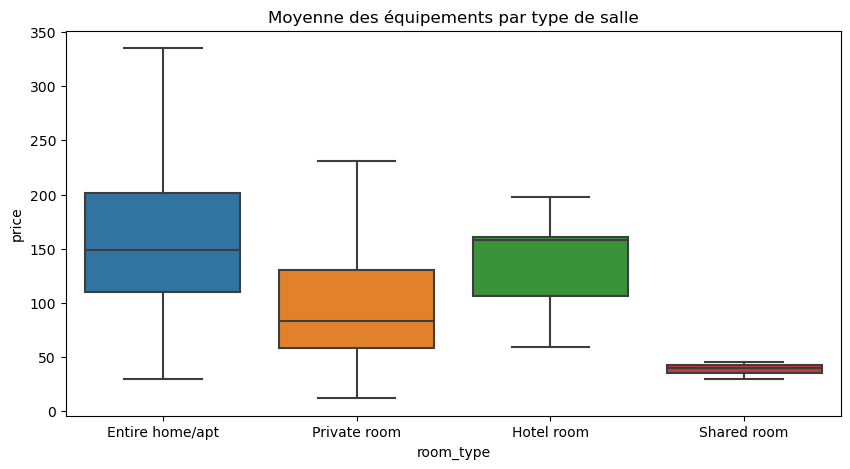 Moyenne des équipements par type de salle
350
300
250
200
150
100
50
0
price
Entire home/apt
Private room
Hotel room
Shared room
room_type